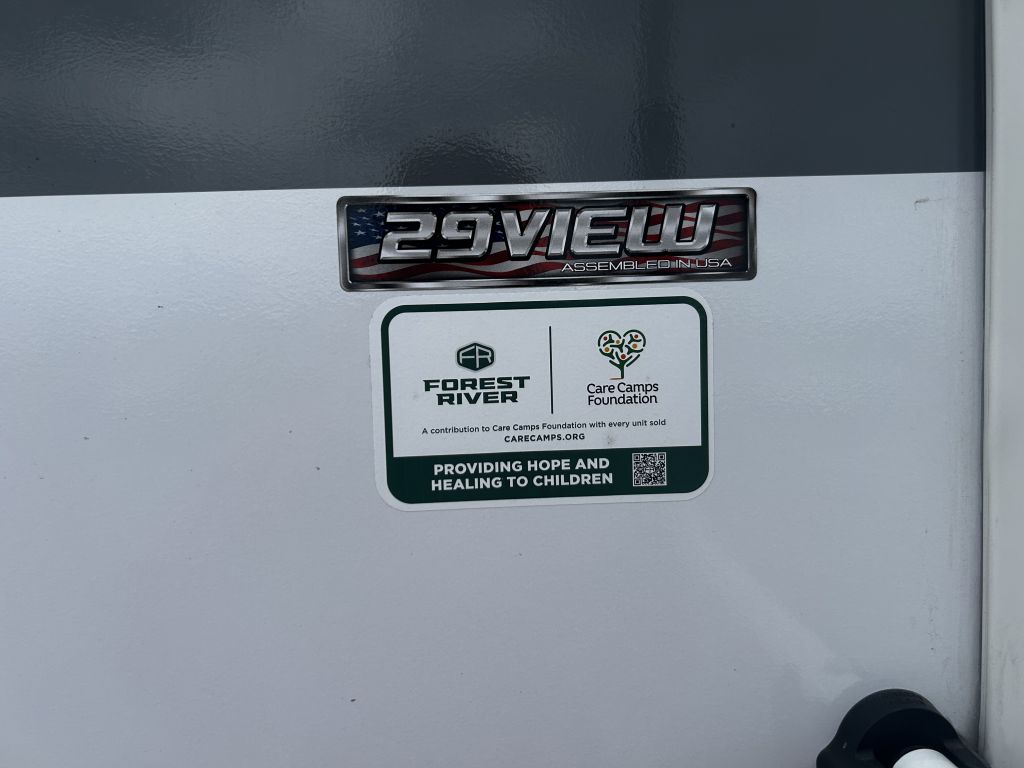 29VIEW
ASSEMBLED IN USA
FR
FOREST
RIVER
Care Camps
Foundation
A contribution to Care Camps Foundation with every unit sold
CARECAMPS.ORG
PROVIDING HOPE AND
HEALING TO CHILDREN